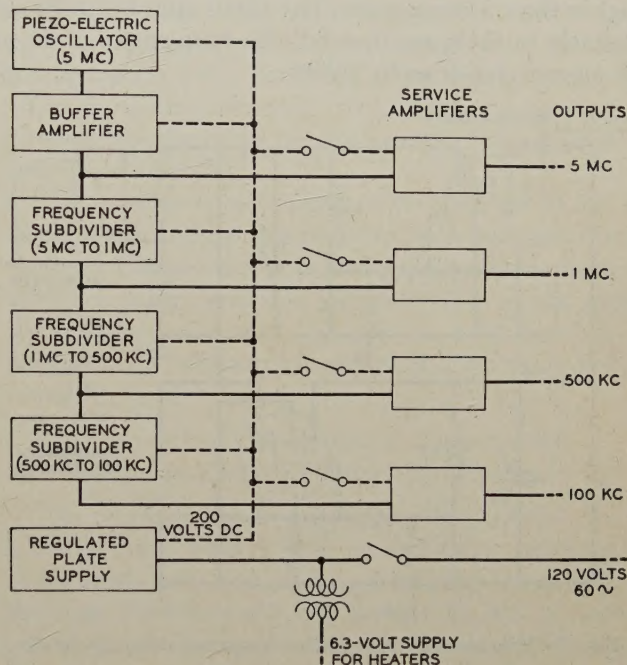 PIEZO-ELECTRIC
OSCILLATOR
(5 MC)
BUFFER
AMPLIFIER
SERVICE
AMPLIFIERS
OUTPUTS
5 MC
FREQUENCY
SUBDIVIDER
(5 MC TO 1MC)
1 MC
FREQUENCY
SUBDIVIDER
(1 MC TO 500 KC)
500 KC
FREQUENCY
SUBDIVIDER
(500 KC TO 100 KC)
100 KC
200
VOLTS DC
REGULATED
PLATE
SUPPLY
120 VOLTS
60 ~
6.3-VOLT SUPPLY
FOR HEATERS